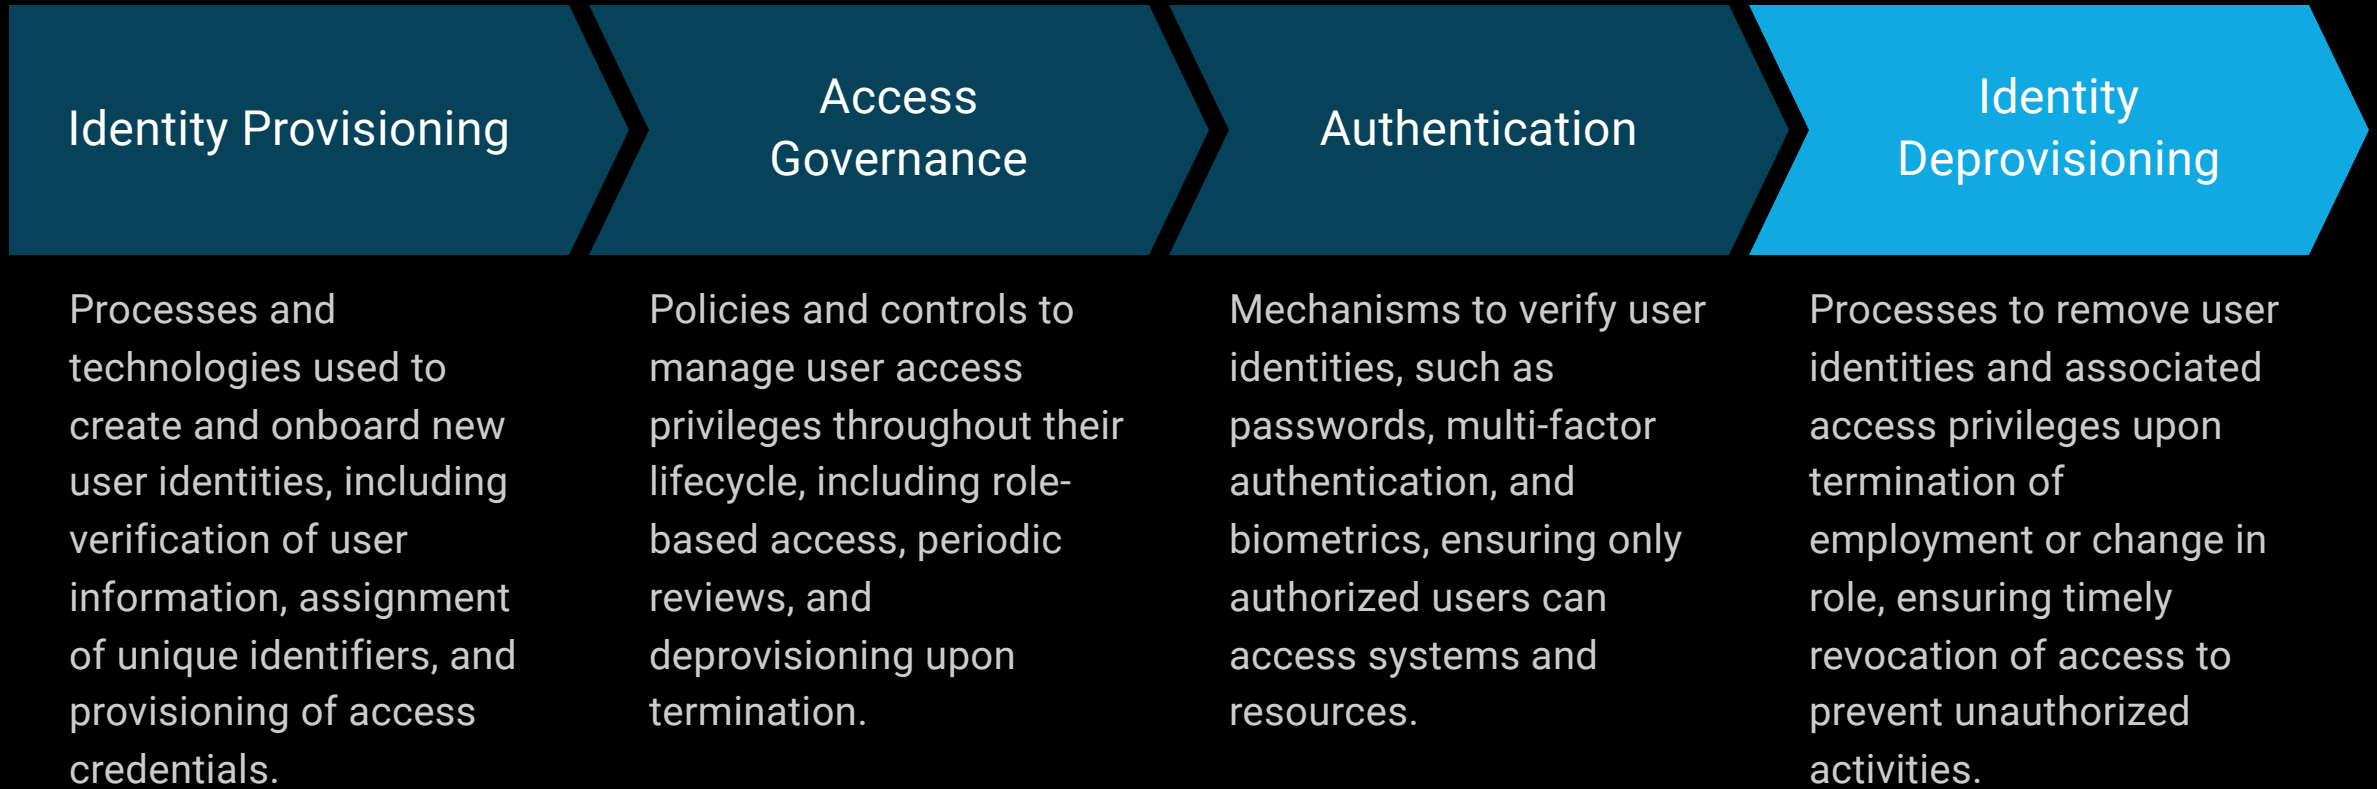 Identity Provisioning
Access
Governance
Authentication
Identity
Deprovisioning
Processes and
technologies used to
create and onboard new
user identities, including
verification of user
information, assignment
of unique identifiers, and
provisioning of access
credentials.
Policies and controls to
manage user access
privileges throughout their
lifecycle, including role-
based access, periodic
reviews, and
deprovisioning upon
termination.
Mechanisms to verify user
identities, such as
passwords, multi-factor
authentication, and
biometrics, ensuring only
authorized users can
access systems and
resources.
Processes to remove user
identities and associated
access privileges upon
termination of
employment or change in
role, ensuring timely
revocation of access to
prevent unauthorized
activities.